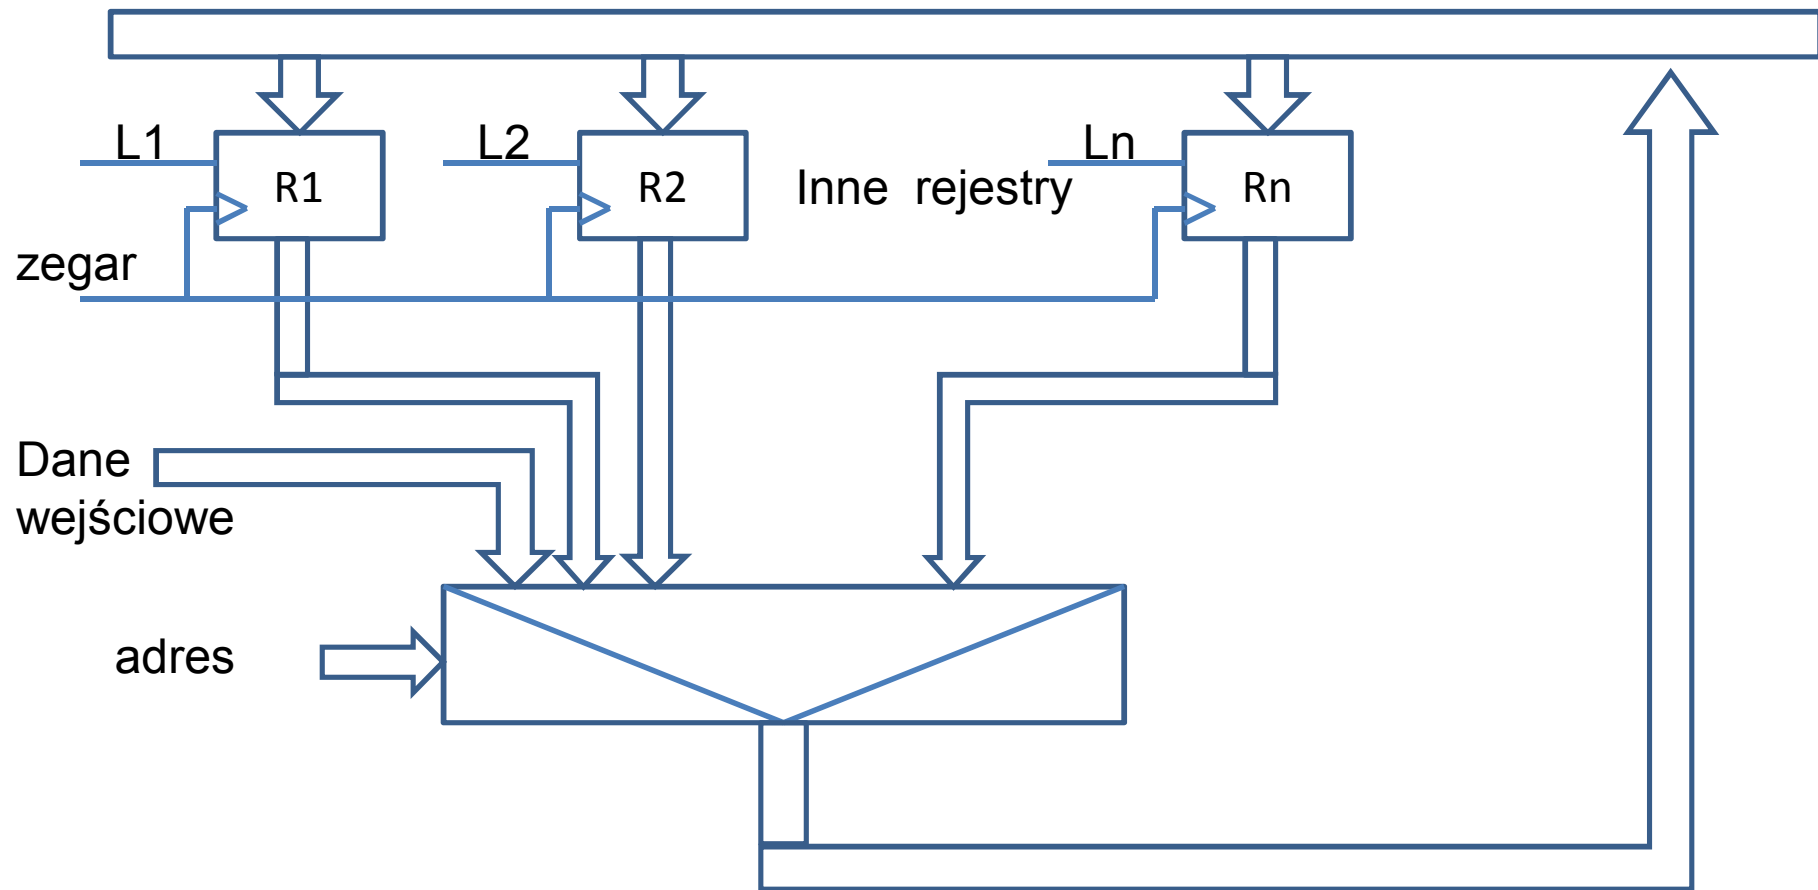 L1
L2
Ln
R1
R2
Inne rejestry
Rn
zegar
Dane
wejściowe
adres